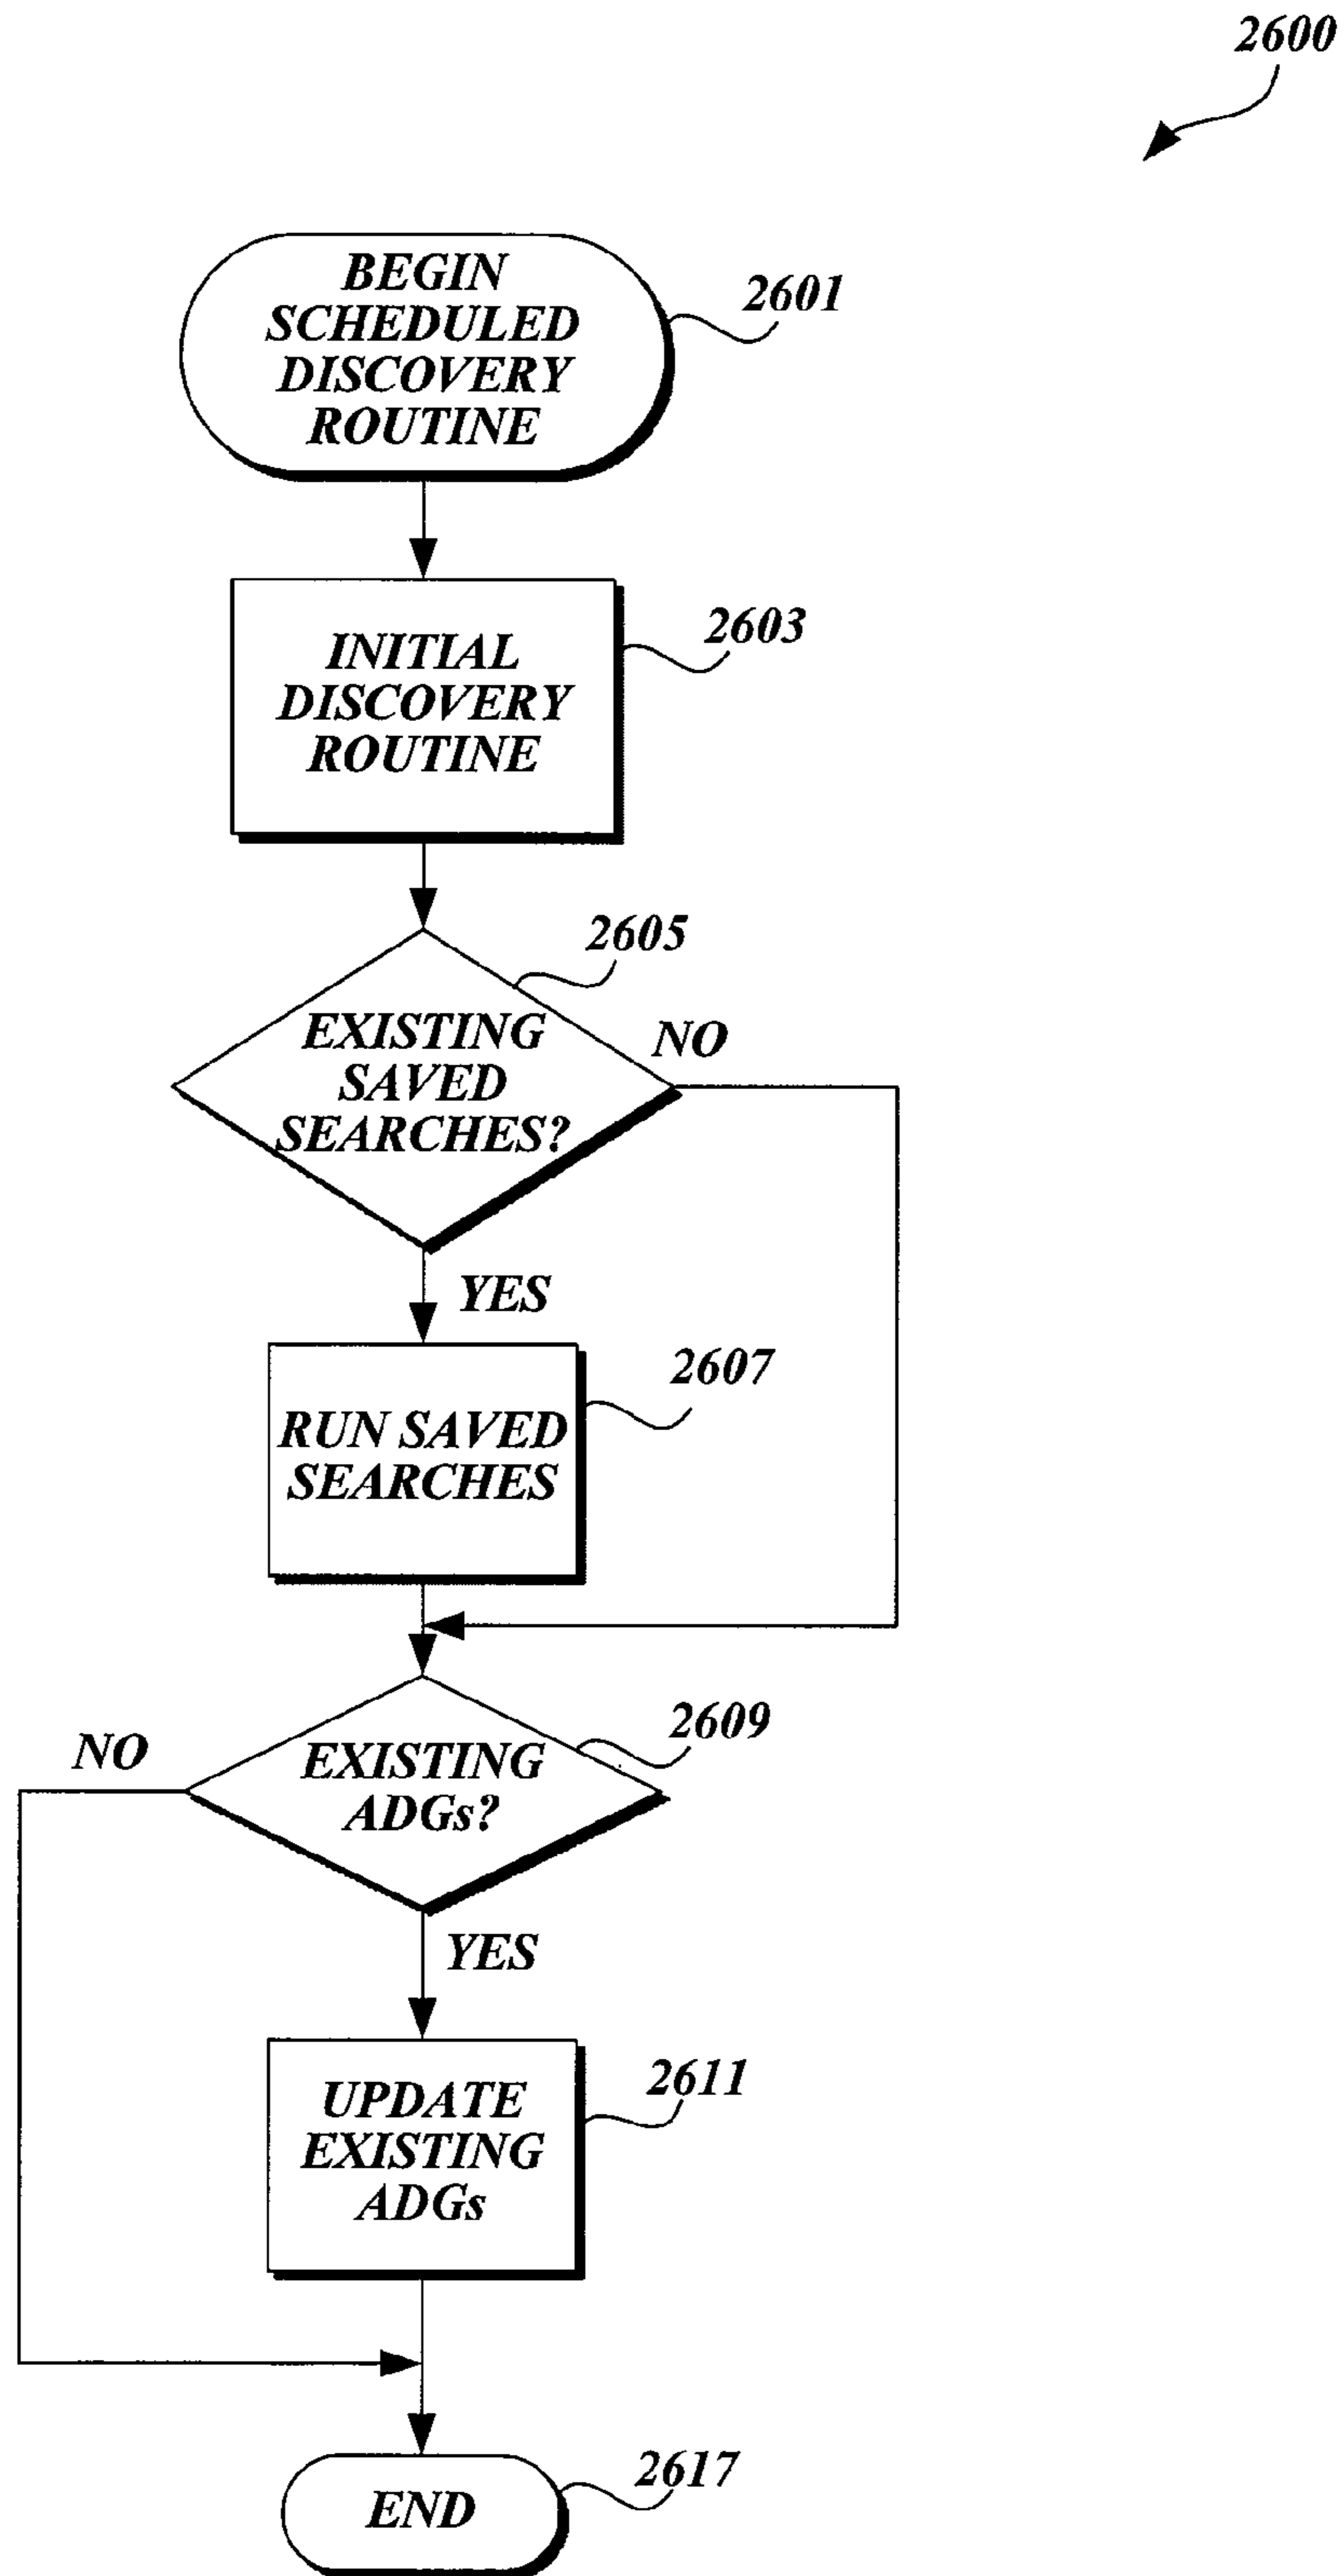 2600
BEGIN
SCHEDULED
DISCOVERY
ROUTINE
2601
INITIAL
DISCOVERY
ROUTINE
2603
2605
EXISTING
SAVED
SEARCHES?
NO
YES
RUN SAVED
SEARCHES
2607
NO
EXISTING
ADGs?
2609
YES
UPDATE
EXISTING
ADGs
2611
END
2617